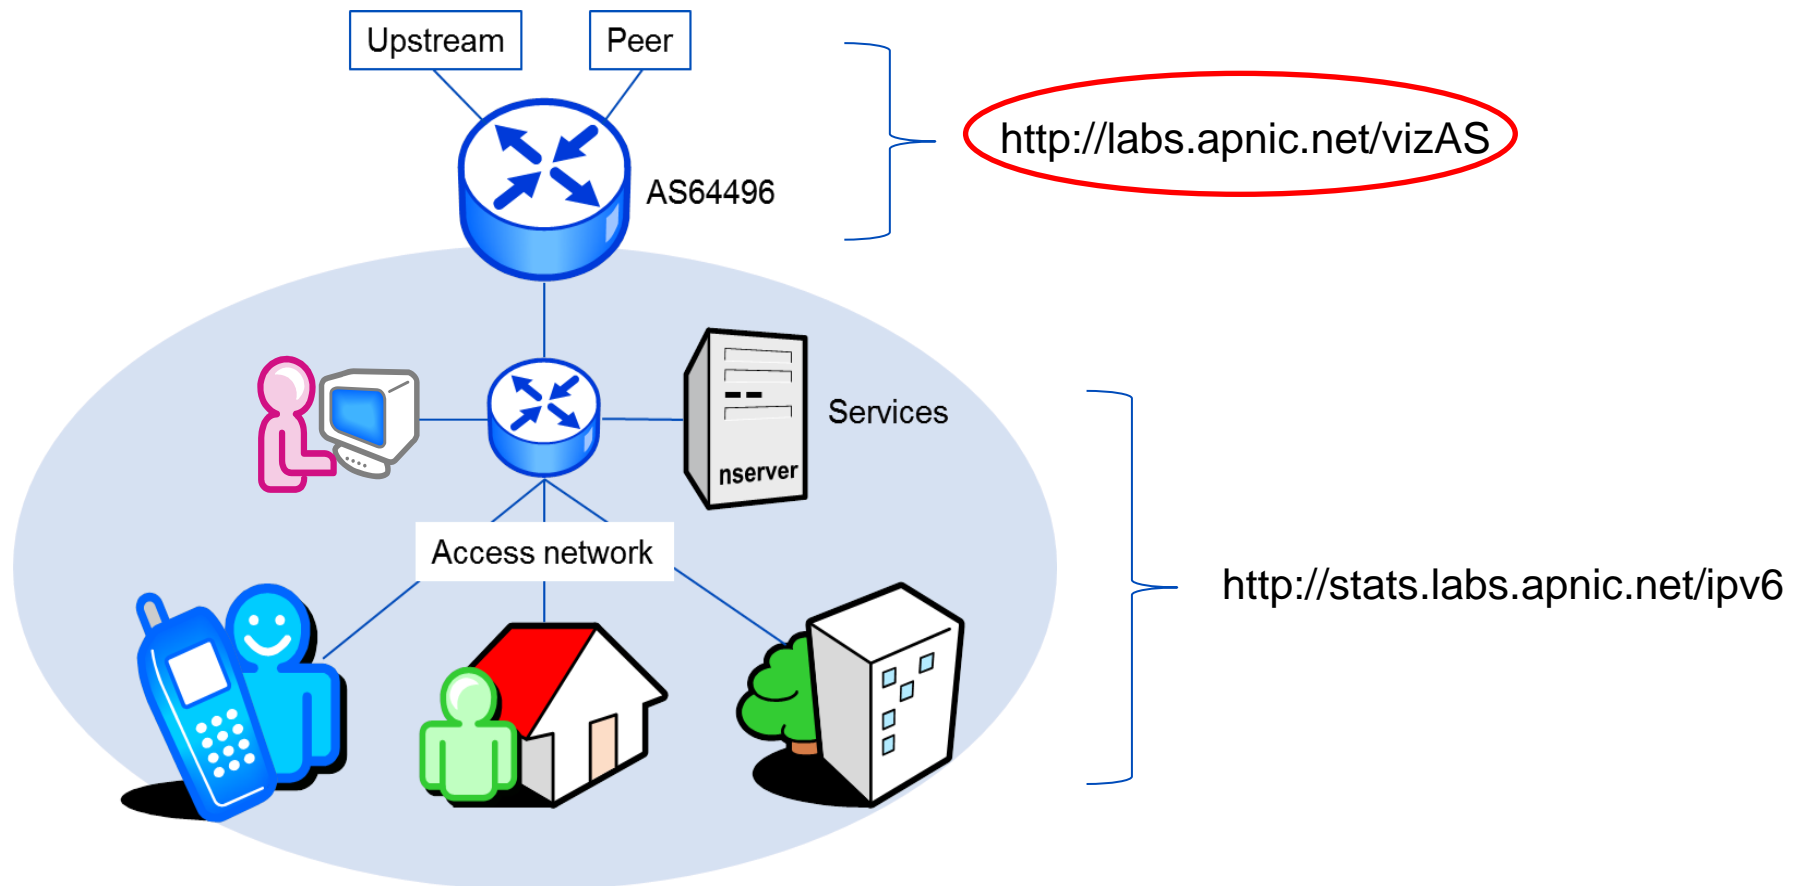 Upstream
Peer
http://labs.apnic.net/vizAS
AS64496
Services
nserver
Access network
http://stats.labs.apnic.net/ipv6